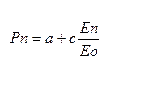 Pn = a ÷ c En/Eo